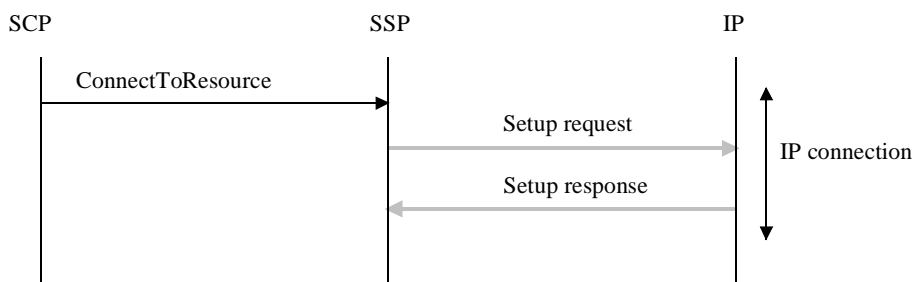 SCP
SSP
IP
ConnectToResource
Setup request
IP connection
Setup response